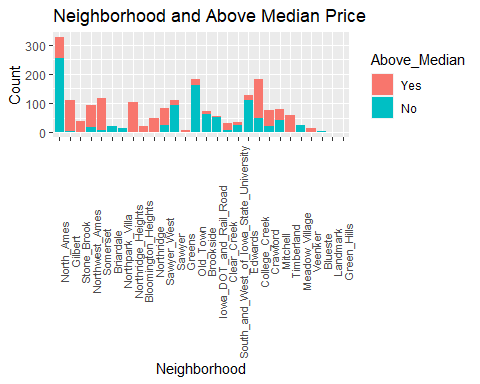 Neighborhood and Above Median Price
Count
300
200
100
0
North_Ames
Gilbert
Stone_Brook
Northwest_Ames
Somerset
Briardale
Northpark_Villa
Northridge_Heights
Bloomington_Heights
Northridge
Sawyer_West
Sawyer
Greens
Old_Town
Brookside
Iowa_DOT_and_Rail_Road
Clear_Creek
South_and_West_of_Iowa_State_University
Edwards
College_Creek
Crawford
Mitchell
Timberland
Meadow_Village
Veenker
Blueste
Landmark
Green_Hills
Neighborhood
Above_Median
Yes
No